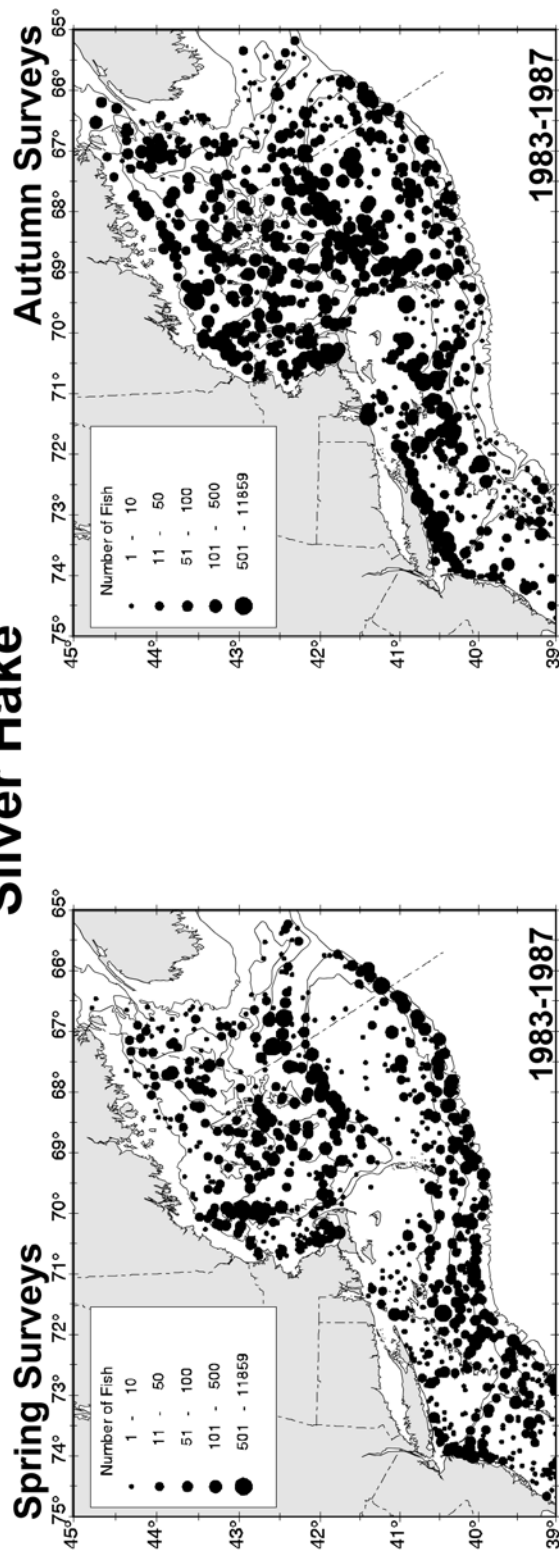 Silver Hake
Spring Surveys
75° 74° 73° 72° 71° 70° 69° 68° 67° 66° 65°
45°
44°
43°
42°
41°
40°
39°
Number of Fish
1 - 10
11 - 50
51 - 100
101 - 500
501 - 11859
1983-1987
Autumn Surveys
75° 74° 73° 72° 71° 70° 69° 68° 67° 66° 65°
45°
44°
43°
42°
41°
40°
39°
Number of Fish
1 - 10
11 - 50
51 - 100
101 - 500
501 - 11859
1983-1987